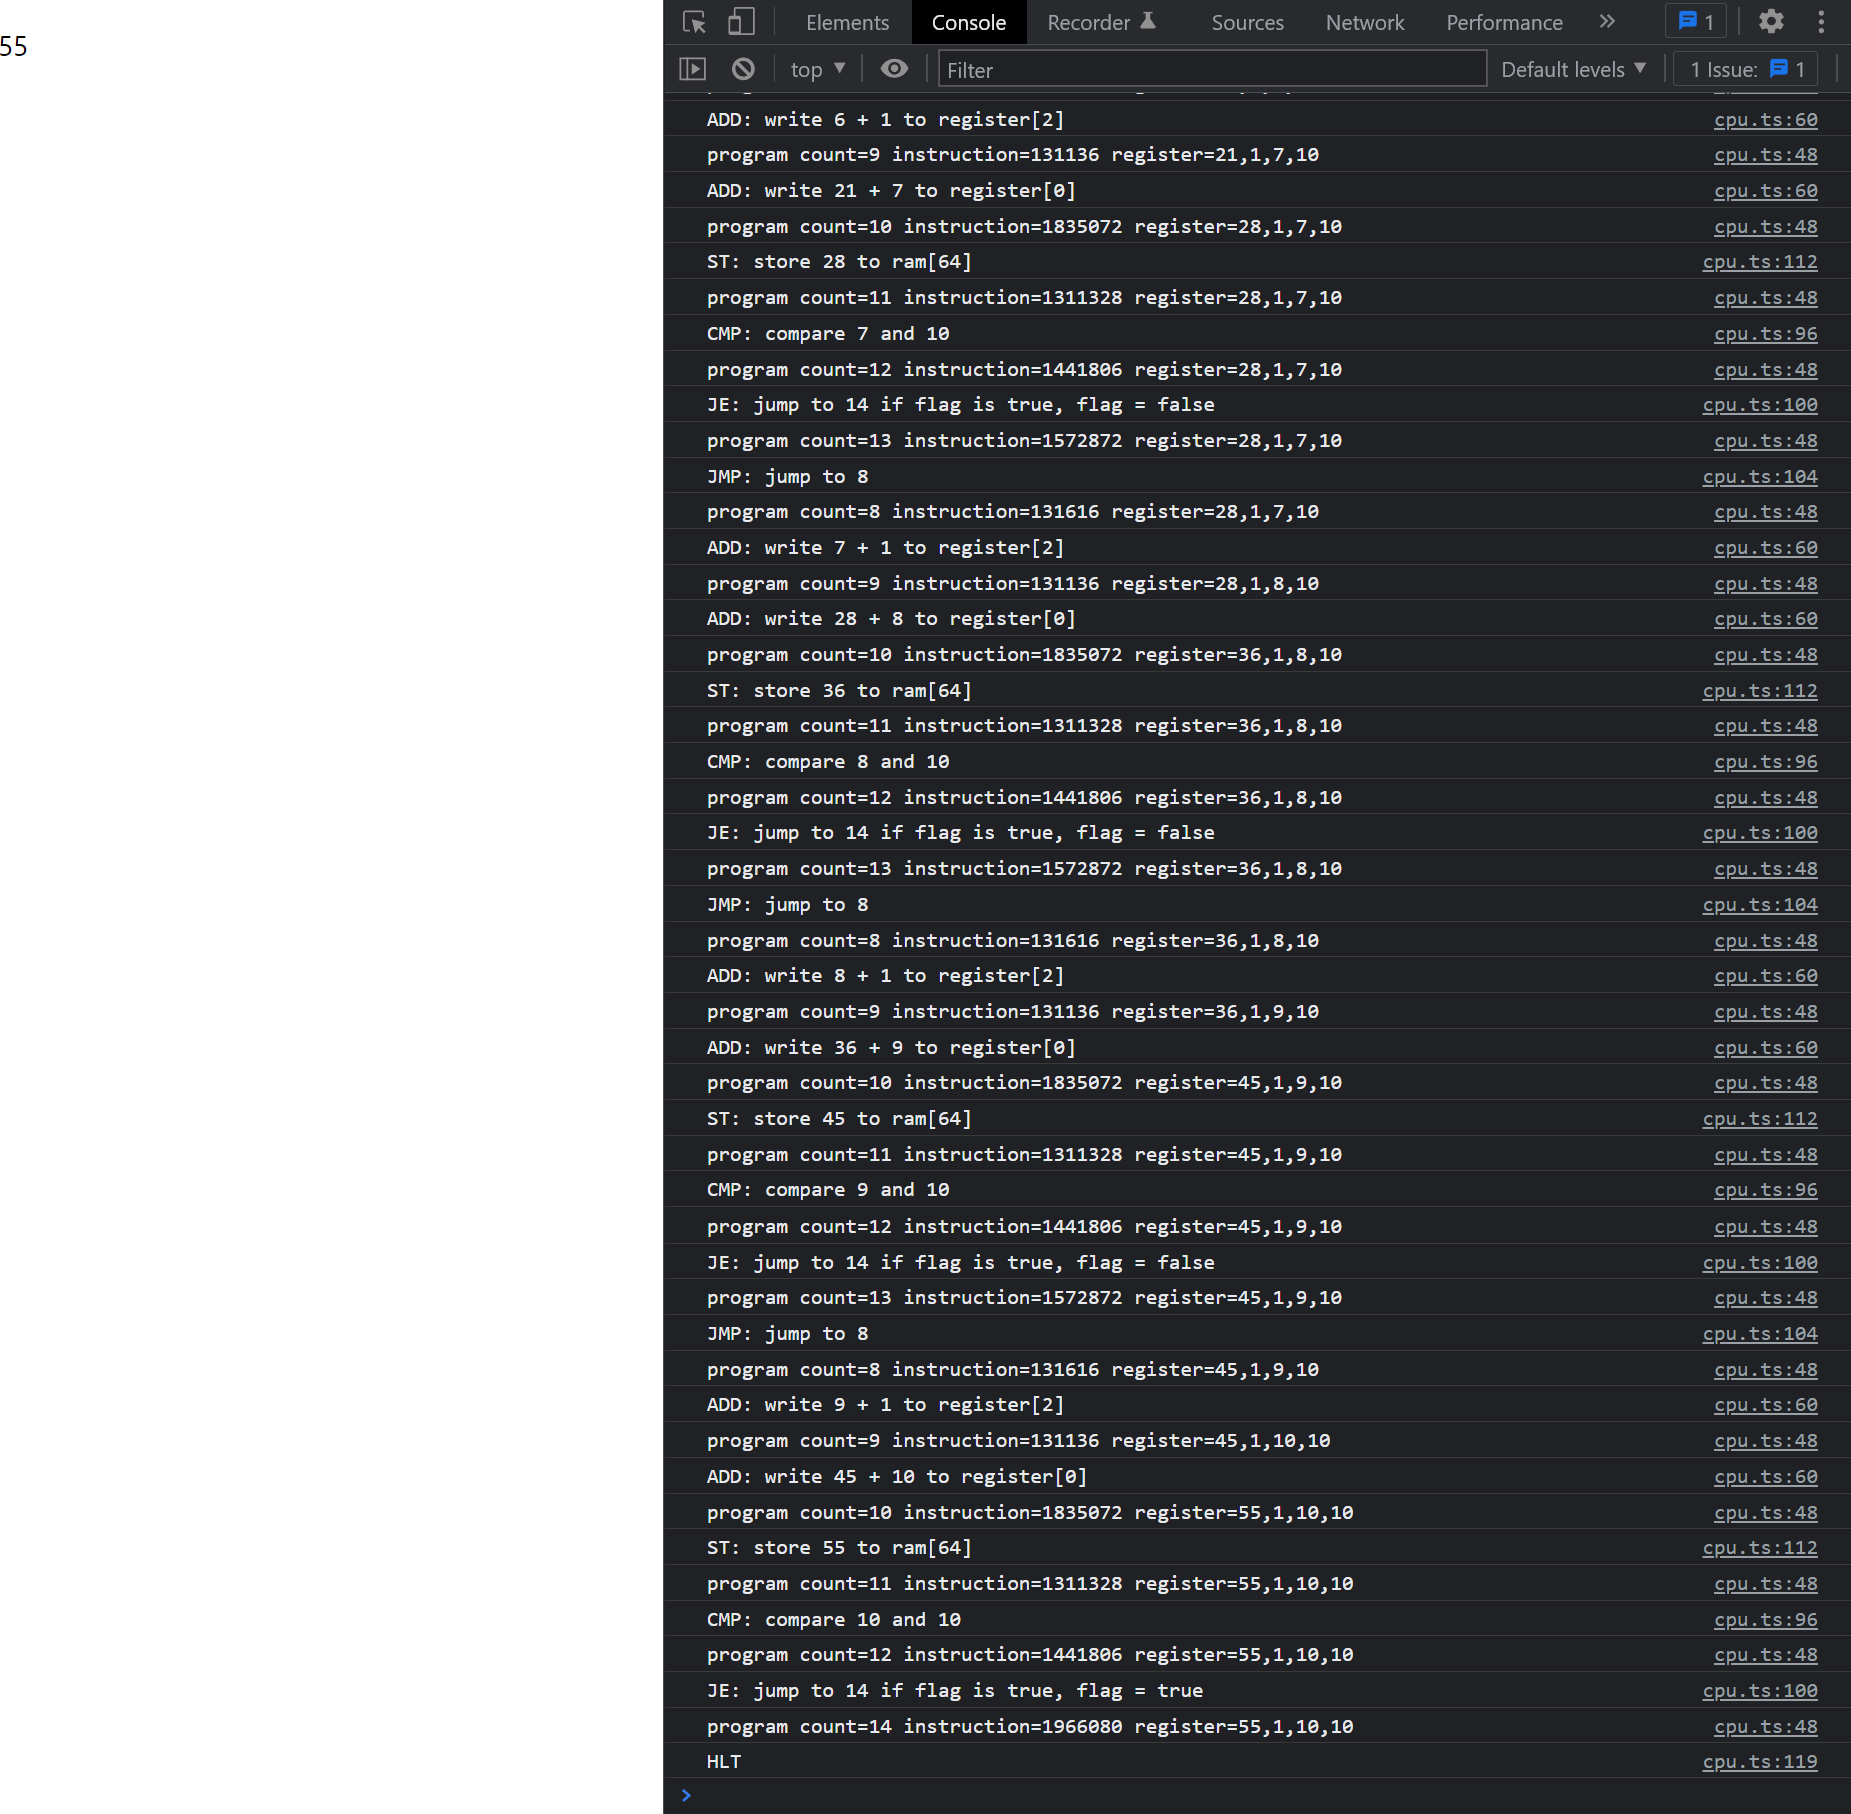 55
Elements Console Recorder Sources Network Performance » 1
top ▼ Filter Default levels ▼ 1 Issue: 1
ADD: write 6 + 1 to register[2] cpu.ts:60
program count=9 instruction=131136 register=21,1,7,10 cpu.ts:48
ADD: write 21 + 7 to register[0] cpu.ts:60
program count=10 instruction=1835072 register=28,1,7,10 cpu.ts:48
ST: store 28 to ram[64] cpu.ts:112
program count=11 instruction=1311328 register=28,1,7,10 cpu.ts:48
CMP: compare 7 and 10 cpu.ts:96
program count=12 instruction=1441806 register=28,1,7,10 cpu.ts:48
JE: jump to 14 if flag is true, flag = false cpu.ts:100
program count=13 instruction=1572872 register=28,1,7,10 cpu.ts:48
JMP: jump to 8 cpu.ts:104
program count=8 instruction=131616 register=28,1,7,10 cpu.ts:48
ADD: write 7 + 1 to register[2] cpu.ts:60
program count=9 instruction=131136 register=28,1,8,10 cpu.ts:48
ADD: write 28 + 8 to register[0] cpu.ts:60
program count=10 instruction=1835072 register=36,1,8,10 cpu.ts:48
ST: store 36 to ram[64] cpu.ts:112
program count=11 instruction=1311328 register=36,1,8,10 cpu.ts:48
CMP: compare 8 and 10 cpu.ts:96
program count=12 instruction=1441806 register=36,1,8,10 cpu.ts:48
JE: jump to 14 if flag is true, flag = false cpu.ts:100
program count=13 instruction=1572872 register=36,1,8,10 cpu.ts:48
JMP: jump to 8 cpu.ts:104
program count=8 instruction=131616 register=36,1,8,10 cpu.ts:48
ADD: write 8 + 1 to register[2] cpu.ts:60
program count=9 instruction=131136 register=36,1,9,10 cpu.ts:48
ADD: write 36 + 9 to register[0] cpu.ts:60
program count=10 instruction=1835072 register=45,1,9,10 cpu.ts:48
ST: store 45 to ram[64] cpu.ts:112
program count=11 instruction=1311328 register=45,1,9,10 cpu.ts:48
CMP: compare 9 and 10 cpu.ts:96
program count=12 instruction=1441806 register=45,1,9,10 cpu.ts:48
JE: jump to 14 if flag is true, flag = false cpu.ts:100
program count=13 instruction=1572872 register=45,1,9,10 cpu.ts:48
JMP: jump to 8 cpu.ts:104
program count=8 instruction=131616 register=45,1,9,10 cpu.ts:48
ADD: write 9 + 1 to register[2] cpu.ts:60
program count=9 instruction=131136 register=45,1,10,10 cpu.ts:48
ADD: write 45 + 10 to register[0] cpu.ts:60
program count=10 instruction=1835072 register=55,1,10,10 cpu.ts:48
ST: store 55 to ram[64] cpu.ts:112
program count=11 instruction=1311328 register=55,1,10,10 cpu.ts:48
CMP: compare 10 and 10 cpu.ts:96
program count=12 instruction=1441806 register=55,1,10,10 cpu.ts:48
JE: jump to 14 if flag is true, flag = true cpu.ts:100
program count=14 instruction=1966080 register=55,1,10,10 cpu.ts:48
HLT cpu.ts:119
>